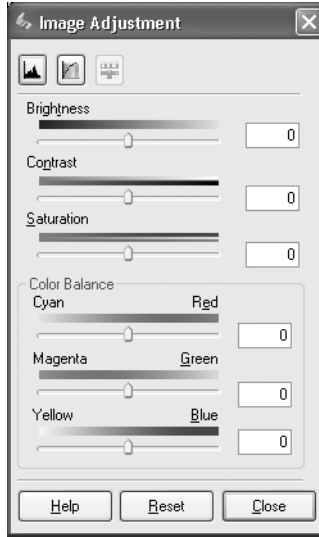 Image Adjustment
Brightness
0
Contrast
0
Saturation
0
Color Balance
Cyan Red
0
Magenta Green
0
Yellow Blue
0
Help Reset Close